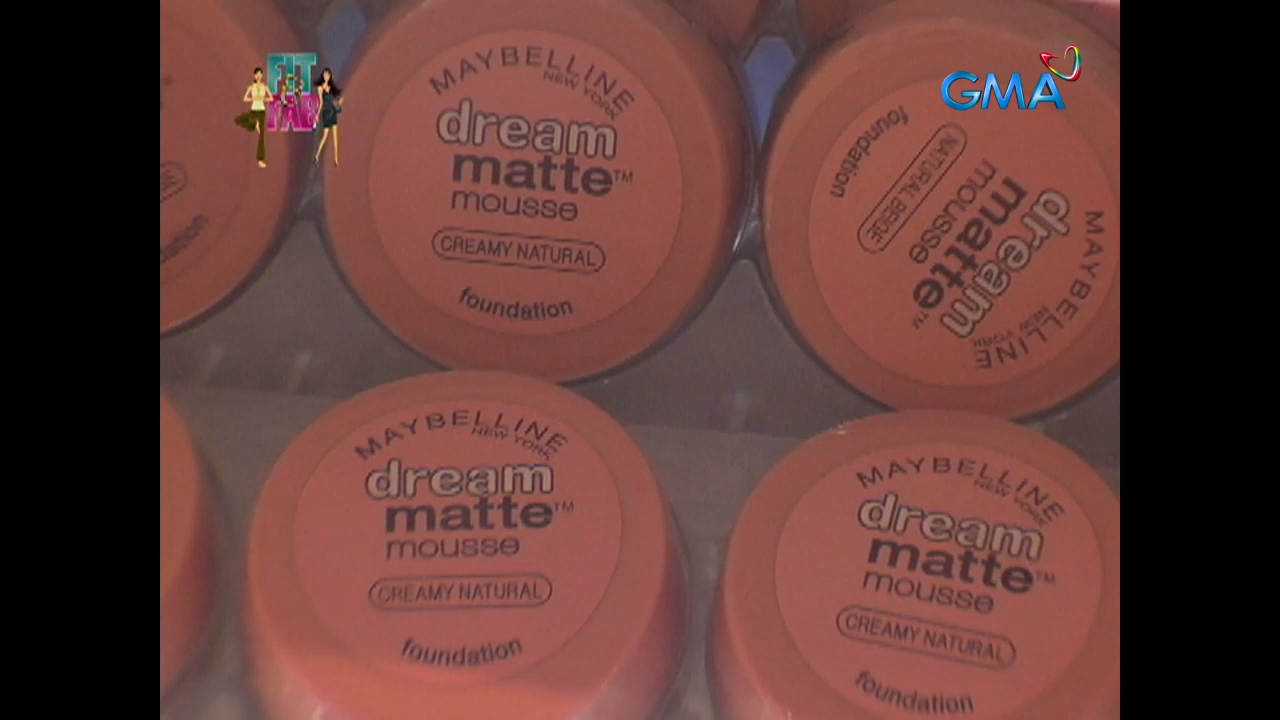 FIT
FAB
GMA
MAYBELLINE
NEW YORK
dream
matte™
mousse
CREAMY NATURAL
foundation
MAYBELLINE
NEW YORK
dream
matte™
mousse
NATURAL BEIGE
foundation
MAYBELLINE
NEW YORK
dream
matte™
mousse
CREAMY NATURAL
foundation
MAYBELLINE
NEW YORK
dream
matte™
mousse
CREAMY NATURAL
foundation